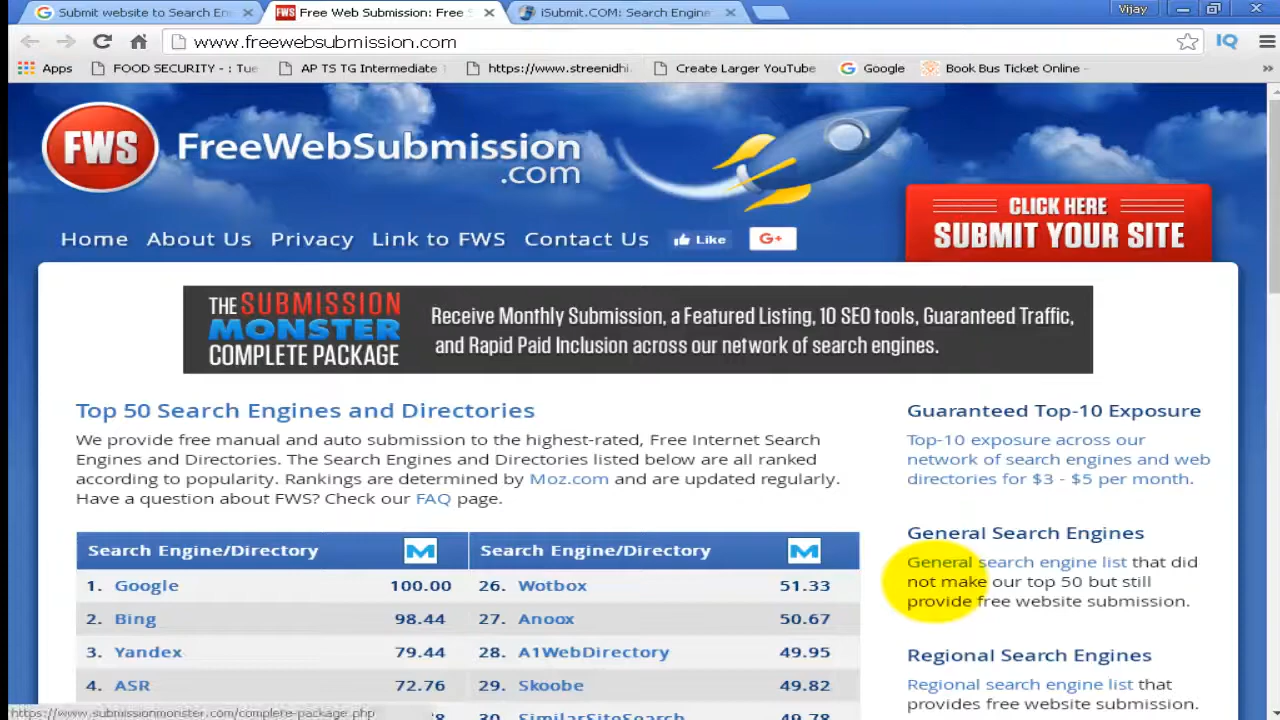 Submit website to Search En
FWS Free Web Submission: Free S
iSubmit.COM: Search Engine
Vijay
www.freewebsubmission.com
IQ
Apps
FOOD SECURITY - : Tue
AP TS TG Intermediate
https://www.streenidhi.
Create Larger YouTube
Google
Book Bus Ticket Online -
»
FWS
FreeWebSubmission
.com
CLICK HERE
SUBMIT YOUR SITE
Home
About Us
Privacy
Link to FWS
Contact Us
Like
G+
THE SUBMISSION
MONSTER
COMPLETE PACKAGE
Receive Monthly Submission, a Featured Listing, 10 SEO tools, Guaranteed Traffic,
and Rapid Paid Inclusion across our network of search engines.
Top 50 Search Engines and Directories
We provide free manual and auto submission to the highest-rated, Free Internet Search
Engines and Directories. The Search Engines and Directories listed below are all ranked
according to popularity. Rankings are determined by Moz.com and are updated regularly.
Have a question about FWS? Check our FAQ page.
Search Engine/Directory M Search Engine/Directory M
1. Google 100.00 26. Wotbox 51.33
2. Bing 98.44 27. Anoox 50.67
3. Yandex 79.44 28. A1WebDirectory 49.95
4. ASR 72.76 29. Skoobe 49.82
30. SimilarSiteSearch 49.78
Guaranteed Top-10 Exposure
Top-10 exposure across our
network of search engines and web
directories for $3 - $5 per month.
General Search Engines
General search engine list that did
not make our top 50 but still
provide free website submission.
Regional Search Engines
Regional search engine list that
provides free website submission.
https://www.submissionmonster.com/complete-package.php